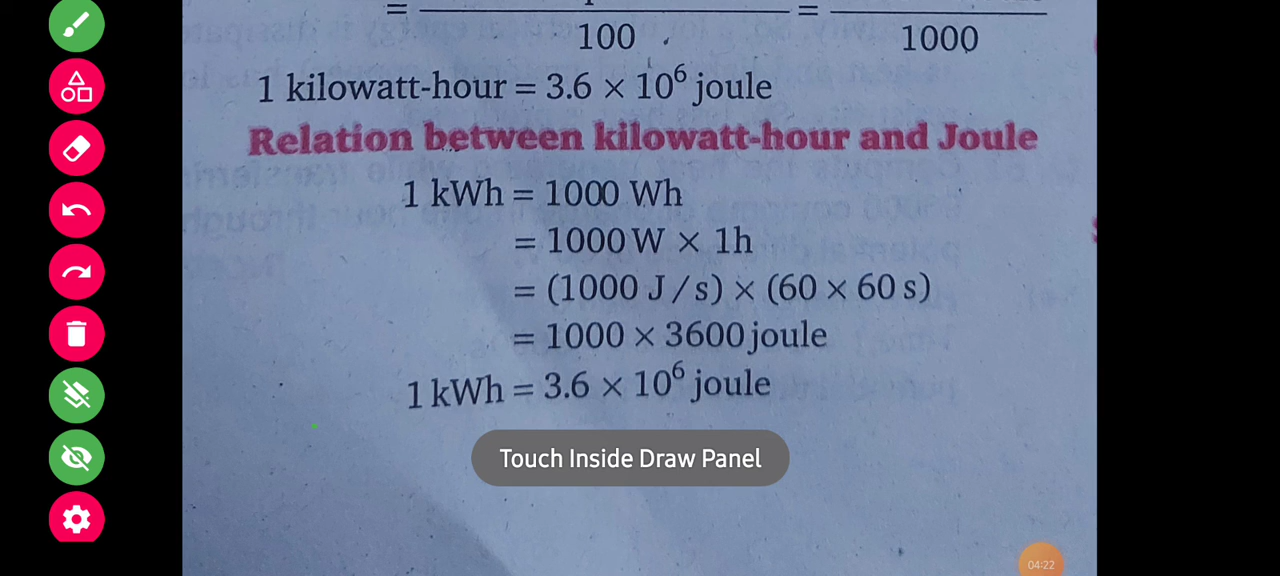 = =
100 1000
1 kilowatt-hour = 3.6 × 10⁶ joule
Relation between kilowatt-hour and Joule
1 kWh = 1000 Wh
= 1000 W × 1h
= (1000 J / s) × (60 × 60 s)
= 1000 × 3600 joule
1 kWh = 3.6 × 10⁶ joule
Touch Inside Draw Panel
04:22